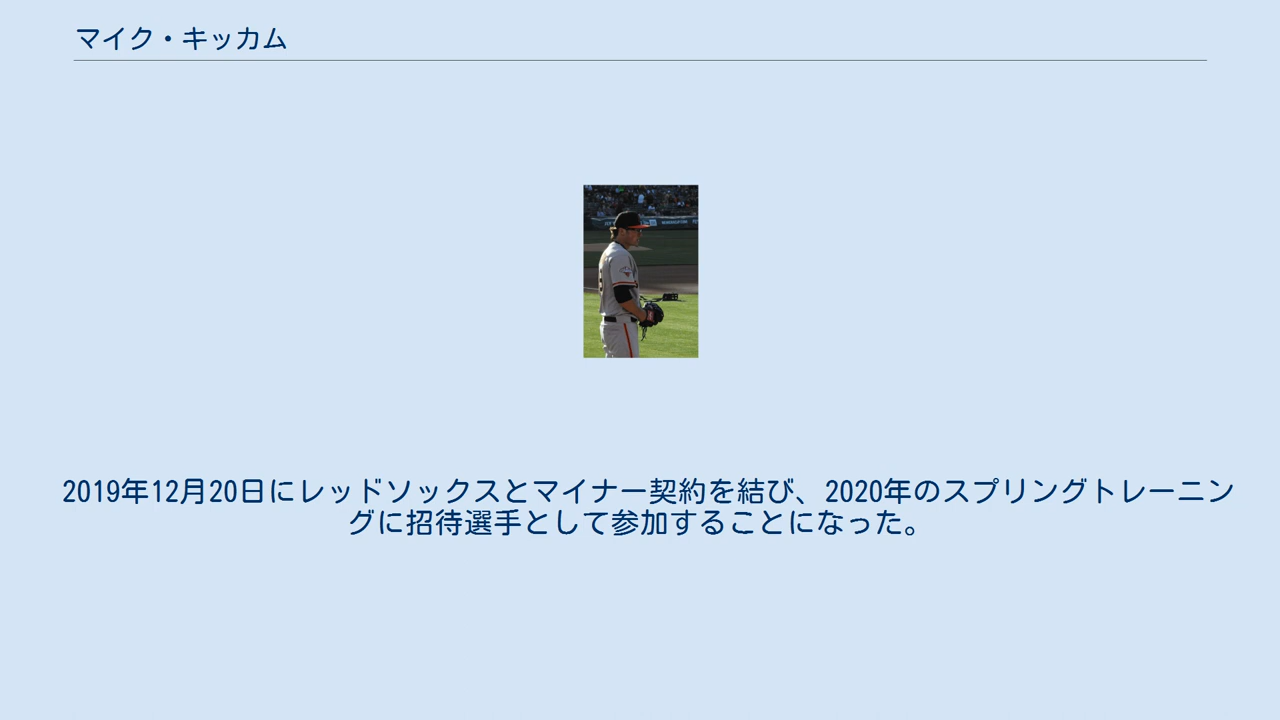 マイク・キッカム
2019年12月20日にレッドソックスとマイナー契約を結び、2020年のスプリングトレーニン
グに招待選手として参加することになった。